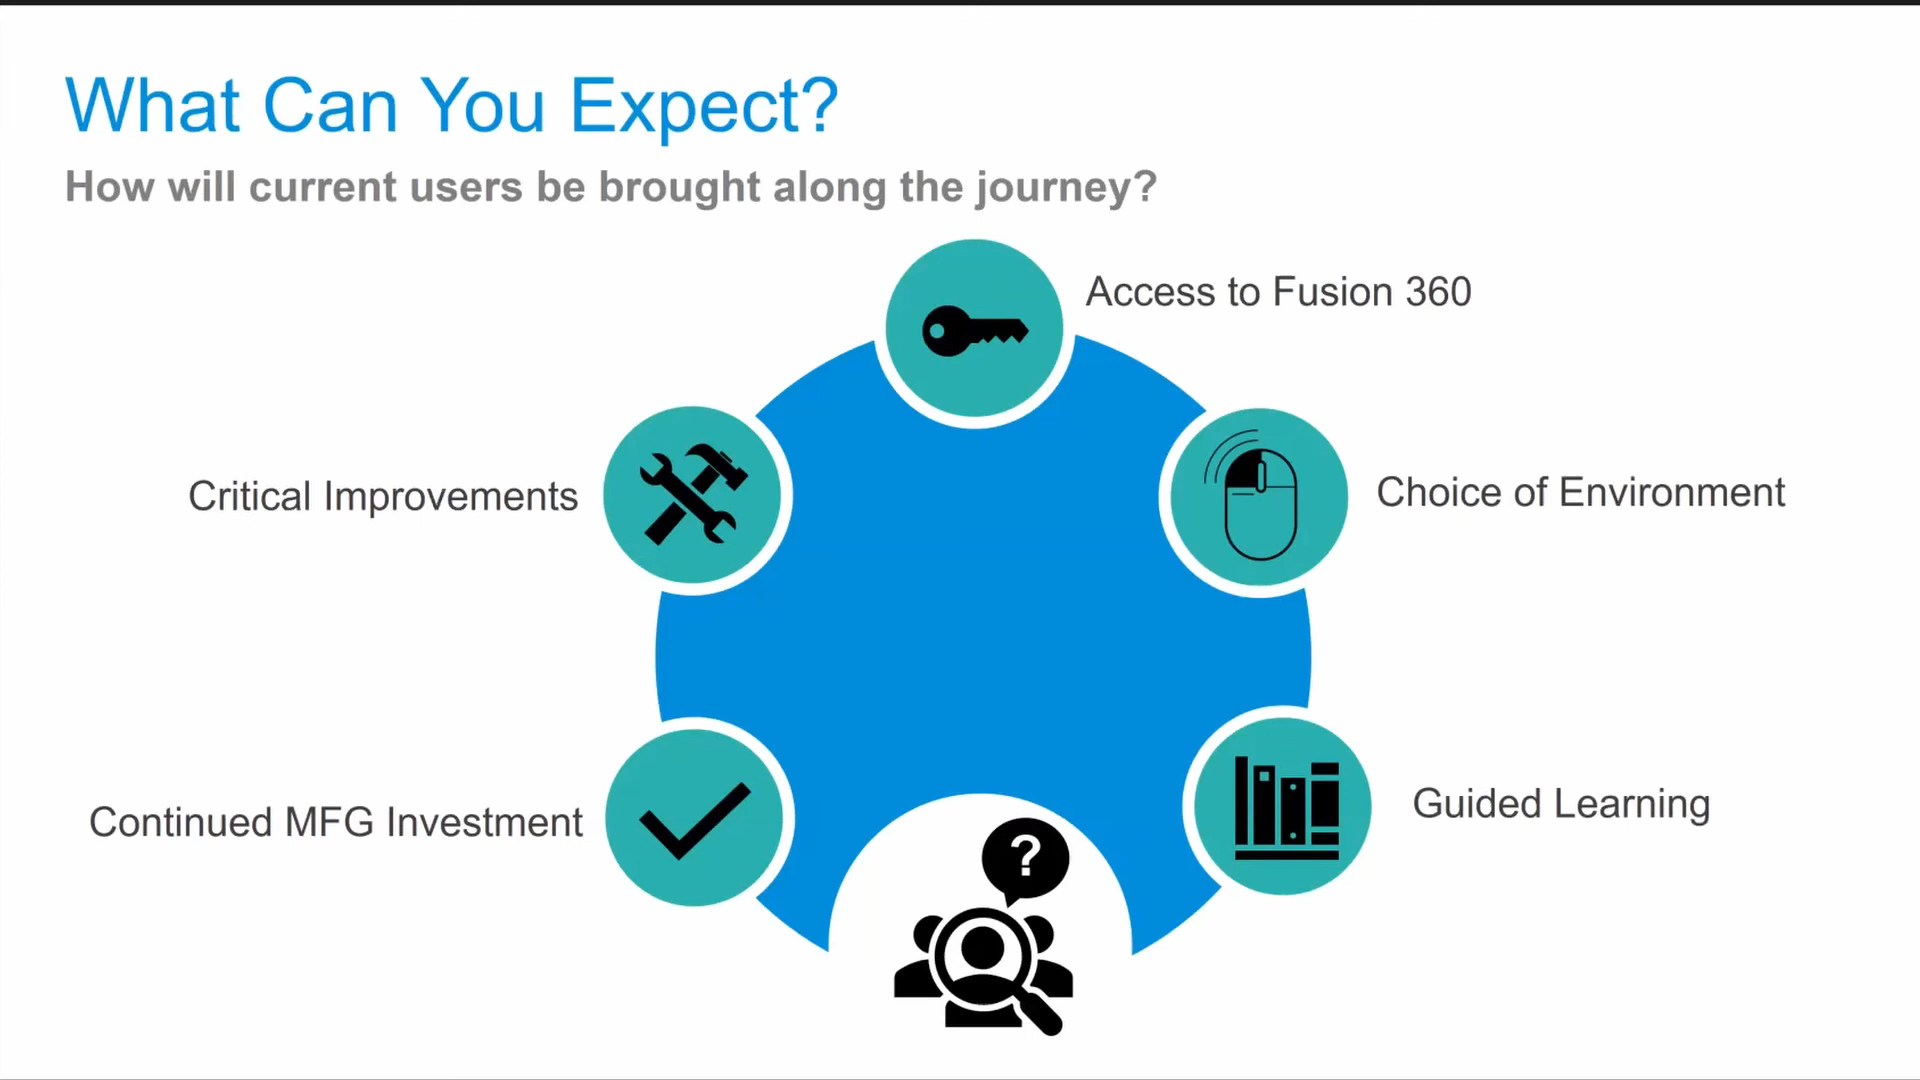 What Can You Expect?
How will current users be brought along the journey?
Access to Fusion 360
Critical Improvements
Choice of Environment
Continued MFG Investment
Guided Learning
?